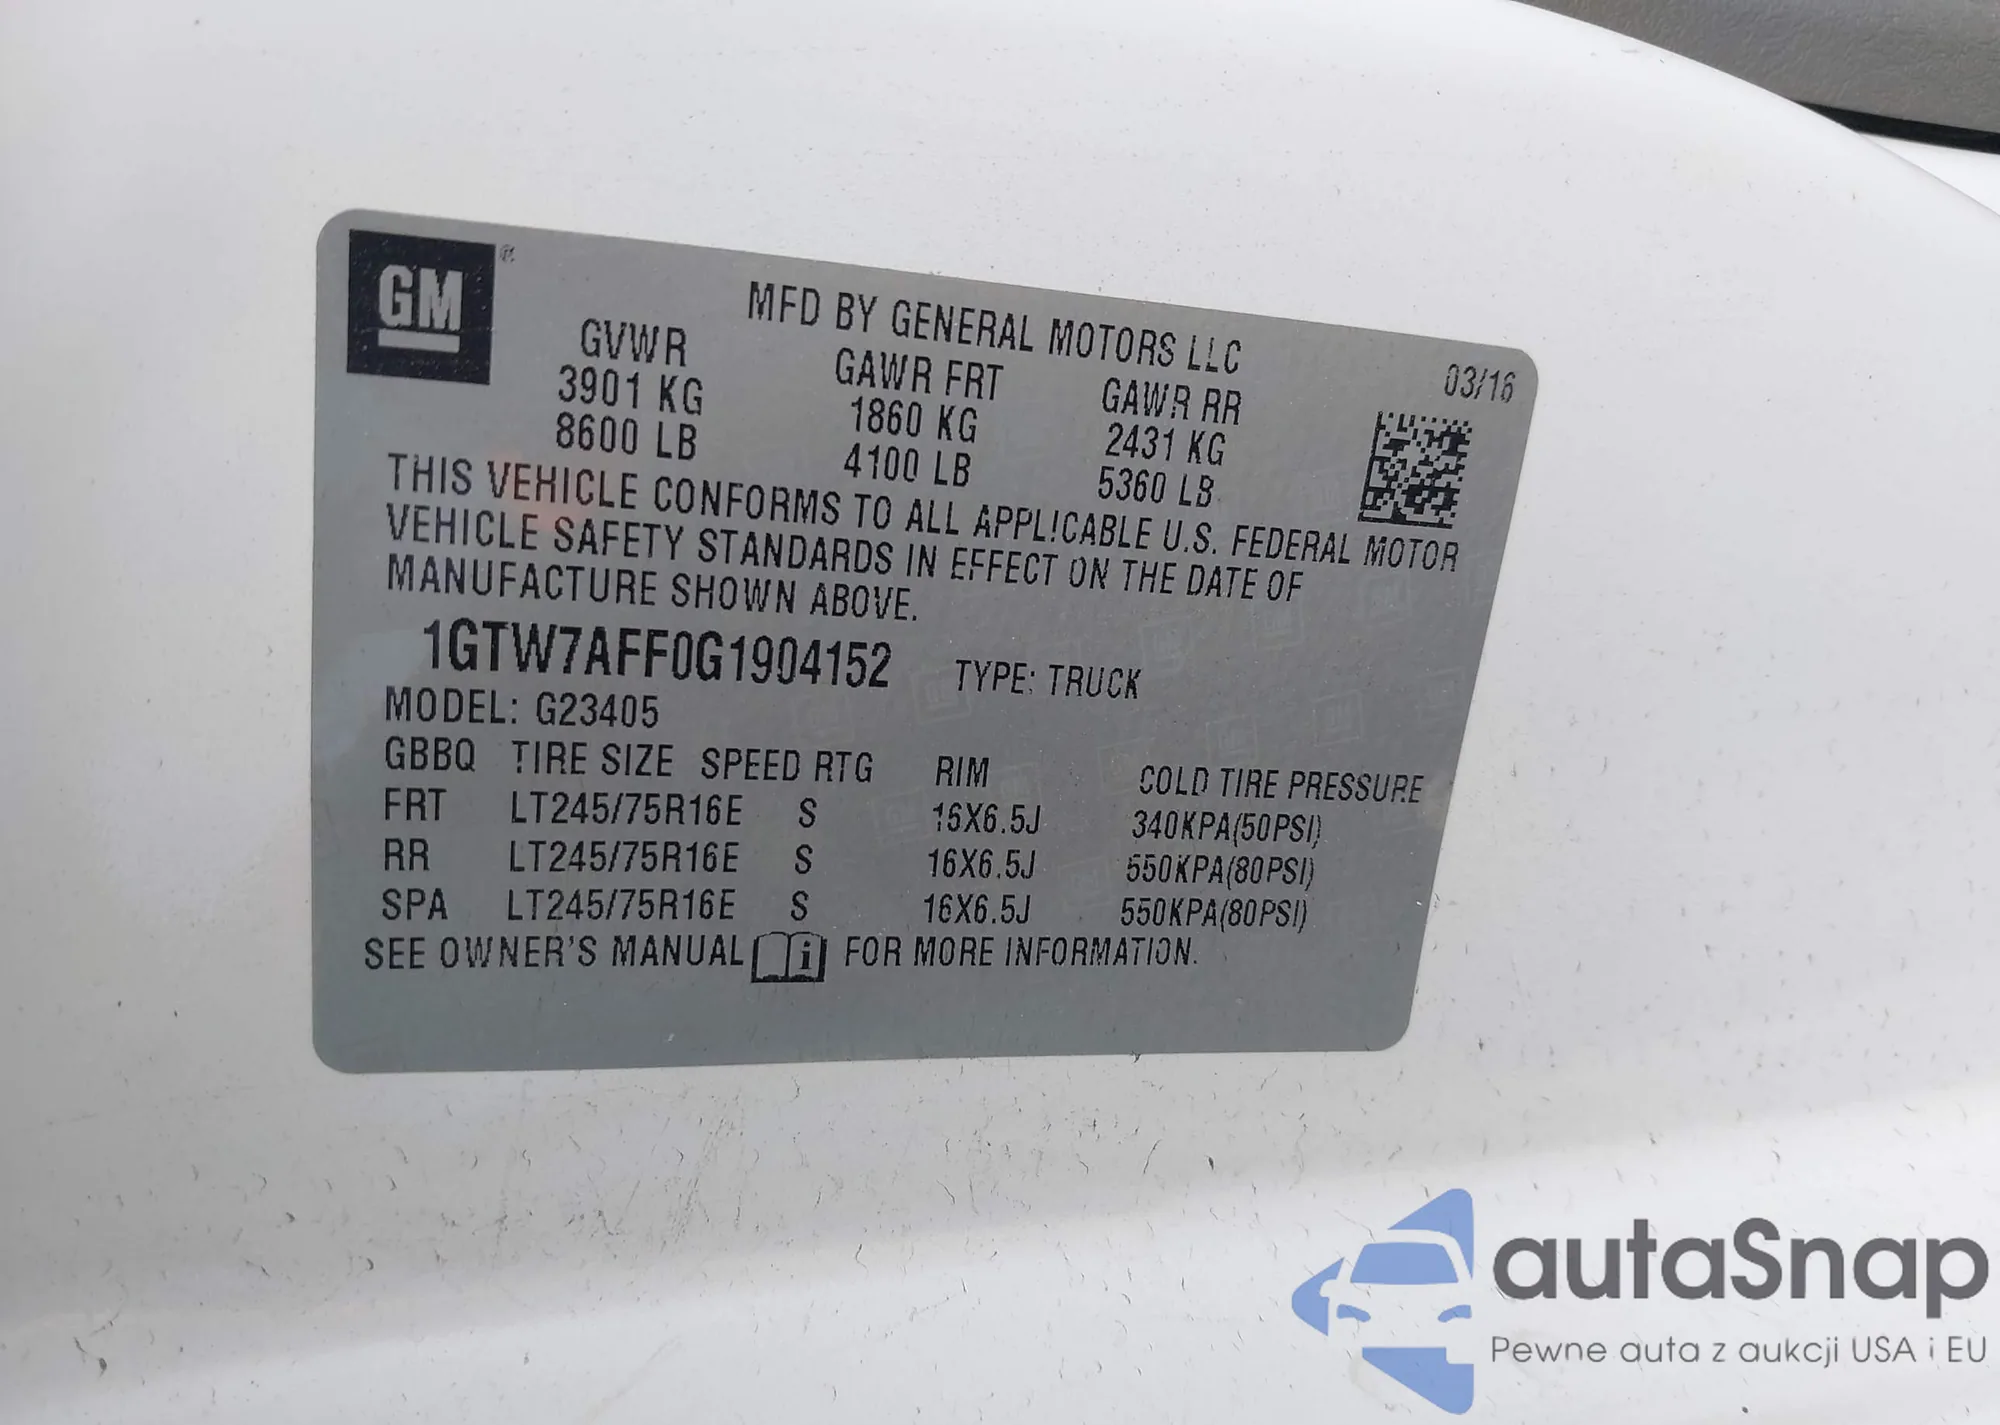 GM
®
MFD BY GENERAL MOTORS LLC
03/16
GVWR GAWR FRT GAWR RR
3901 KG 1860 KG 2431 KG
8600 LB 4100 LB 5360 LB
THIS VEHICLE CONFORMS TO ALL APPLICABLE U.S. FEDERAL MOTOR
VEHICLE SAFETY STANDARDS IN EFFECT ON THE DATE OF
MANUFACTURE SHOWN ABOVE.
1GTW7AFF0G1904152 TYPE: TRUCK
MODEL: G23405
GBBQ TIRE SIZE SPEED RTG RIM COLD TIRE PRESSURE
FRT LT245/75R16E S 16X6.5J 340KPA(50PSI)
RR LT245/75R16E S 16X6.5J 550KPA(80PSI)
SPA LT245/75R16E S 16X6.5J 550KPA(80PSI)
SEE OWNER'S MANUAL i FOR MORE INFORMATION.
autaSnap
Pewne auta z aukcji USA i EU